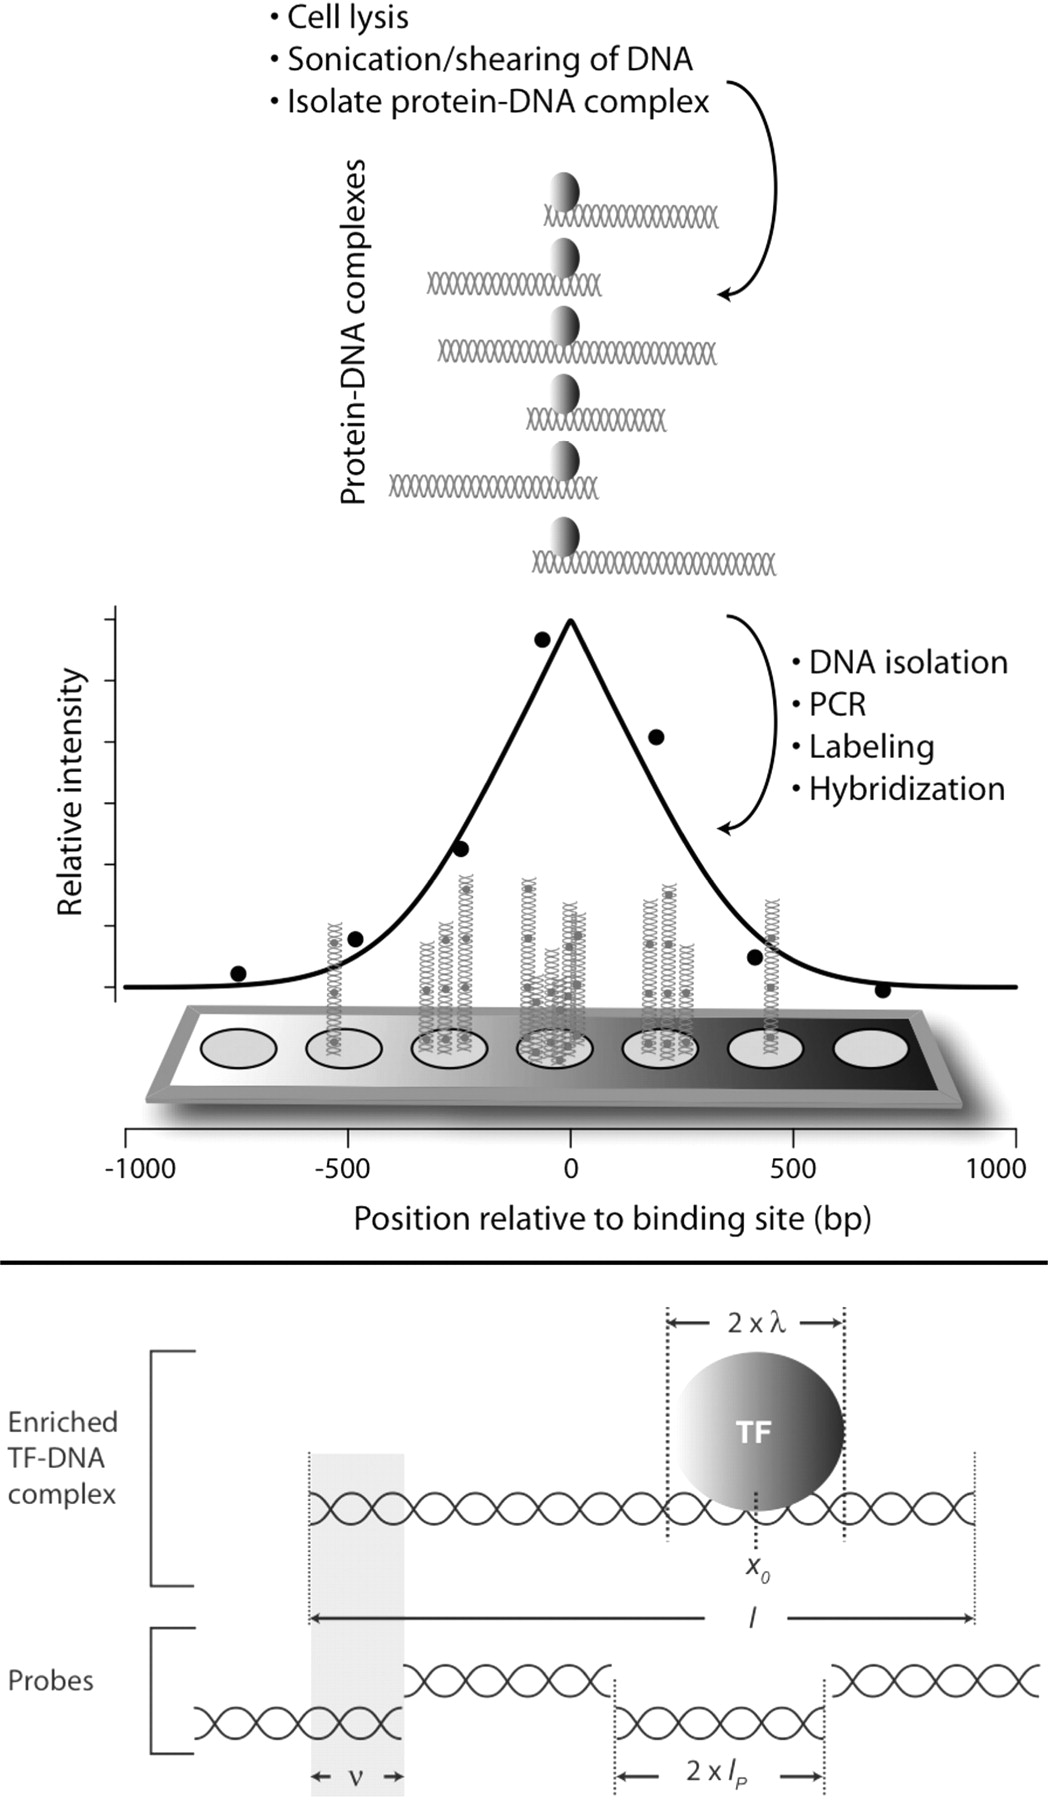 • Cell lysis
• Sonication/shearing of DNA
• Isolate protein-DNA complex
Protein-DNA complexes
Relative intensity
• DNA isolation
• PCR
• Labeling
• Hybridization
-1000 -500 0 500 1000
Position relative to binding site (bp)
2 x λ
TF
Enriched
TF-DNA
complex
x₀
l
Probes
ν
2 x lₚ